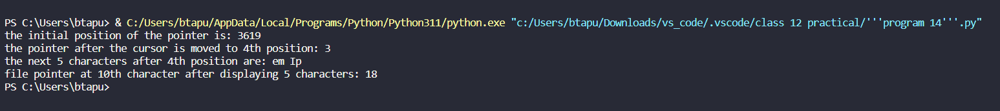 PS C:\Users\btapu> & C:/Users/btapu/AppData/Local/Programs/Python/Python311/python.exe "c:/Users/btapu/Downloads/vs_code/.vscode/class 12 practical/'''program 14'''.py"
the initial position of the pointer is: 3619
the pointer after the cursor is moved to 4th position: 3
the next 5 characters after 4th position are: em Ip
file pointer at 10th character after displaying 5 characters: 18
PS C:\Users\btapu>